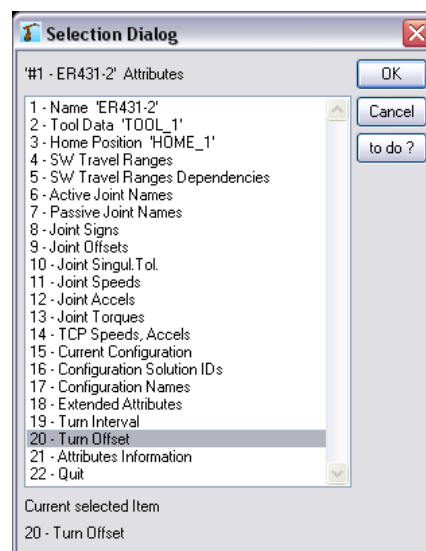 Selection Dialog
'#1 - ER431-2' Attributes
OK
1 - Name 'ER431-2'
2 - Tool Data 'TOOL_1'
3 - Home Position 'HOME_1'
4 - SW Travel Ranges
5 - SW Travel Ranges Dependencies
6 - Active Joint Names
7 - Passive Joint Names
8 - Joint Signs
9 - Joint Offsets
10 - Joint Singul.Tol.
11 - Joint Speeds
12 - Joint Accels
13 - Joint Torques
14 - TCP Speeds, Accels
15 - Current Configuration
16 - Configuration Solution IDs
17 - Configuration Names
18 - Extended Attributes
19 - Turn Interval
20 - Turn Offset
21 - Attributes Information
22 - Quit
Cancel
to do ?
Current selected Item
20 - Turn Offset